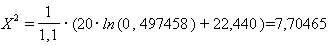 X² = 1/1,1 · (20 · ln(0,497458) + 22,440) = 7,70465